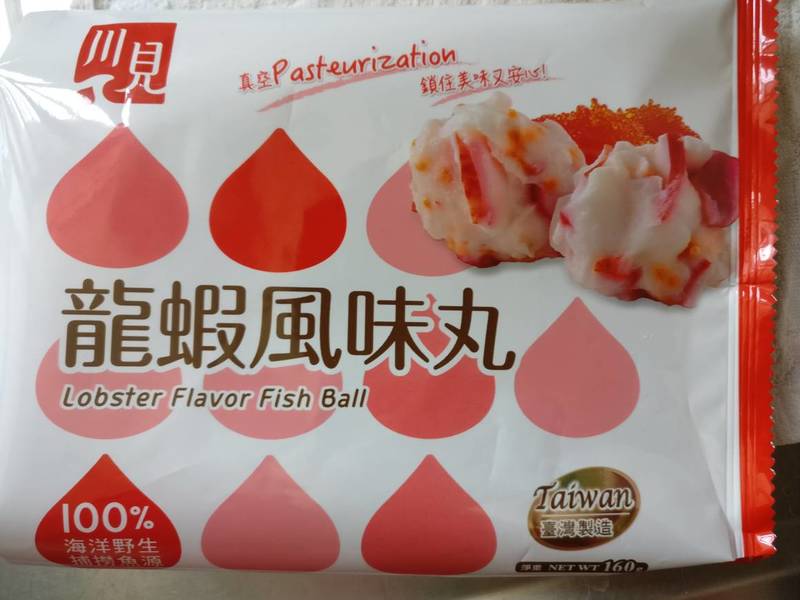 川見
真空Pasteurization
鎖住美味又安心!
龍蝦風味丸
Lobster Flavor Fish Ball
100%
海洋野生
捕撈魚源
Taiwan
臺灣製造
淨重 NET WT 160g